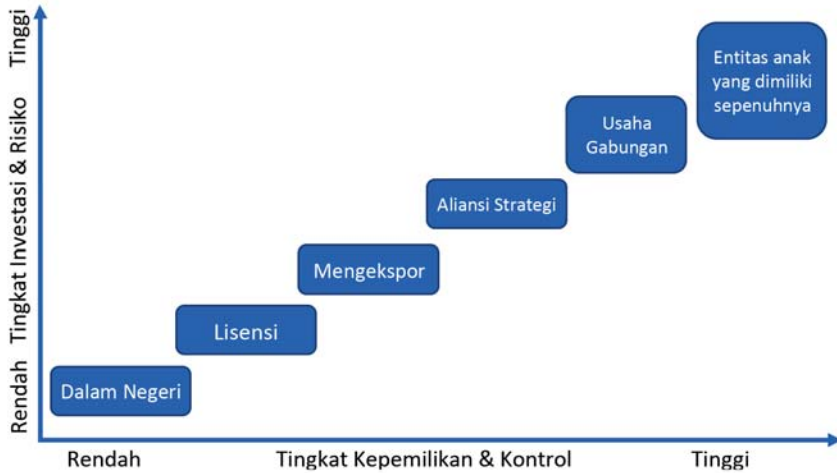 Tinggi
Tingkat Investasi & Risiko
Rendah
Entitas anak
yang dimiliki
sepenuhnya
Usaha
Gabungan
Aliansi Strategi
Mengekspor
Lisensi
Dalam Negeri
Rendah
Tingkat Kepemilikan & Kontrol
Tinggi